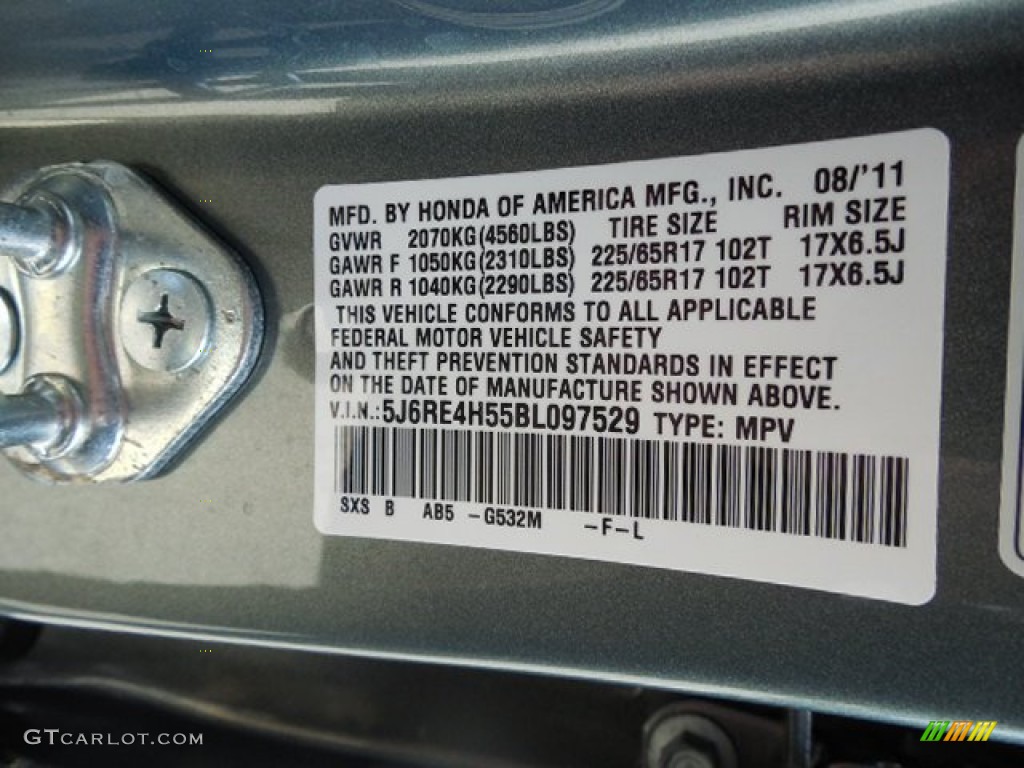 MFD. BY HONDA OF AMERICA MFG., INC. 08/'11
GVWR 2070KG(4560LBS) TIRE SIZE RIM SIZE
GAWR F 1050KG(2310LBS) 225/65R17 102T 17X6.5J
GAWR R 1040KG(2290LBS) 225/65R17 102T 17X6.5J
THIS VEHICLE CONFORMS TO ALL APPLICABLE
FEDERAL MOTOR VEHICLE SAFETY
AND THEFT PREVENTION STANDARDS IN EFFECT
ON THE DATE OF MANUFACTURE SHOWN ABOVE.
V.I.N.:5J6RE4H55BL097529 TYPE: MPV
SXS B AB5 -G532M -F-L
GTCARLOT.COM